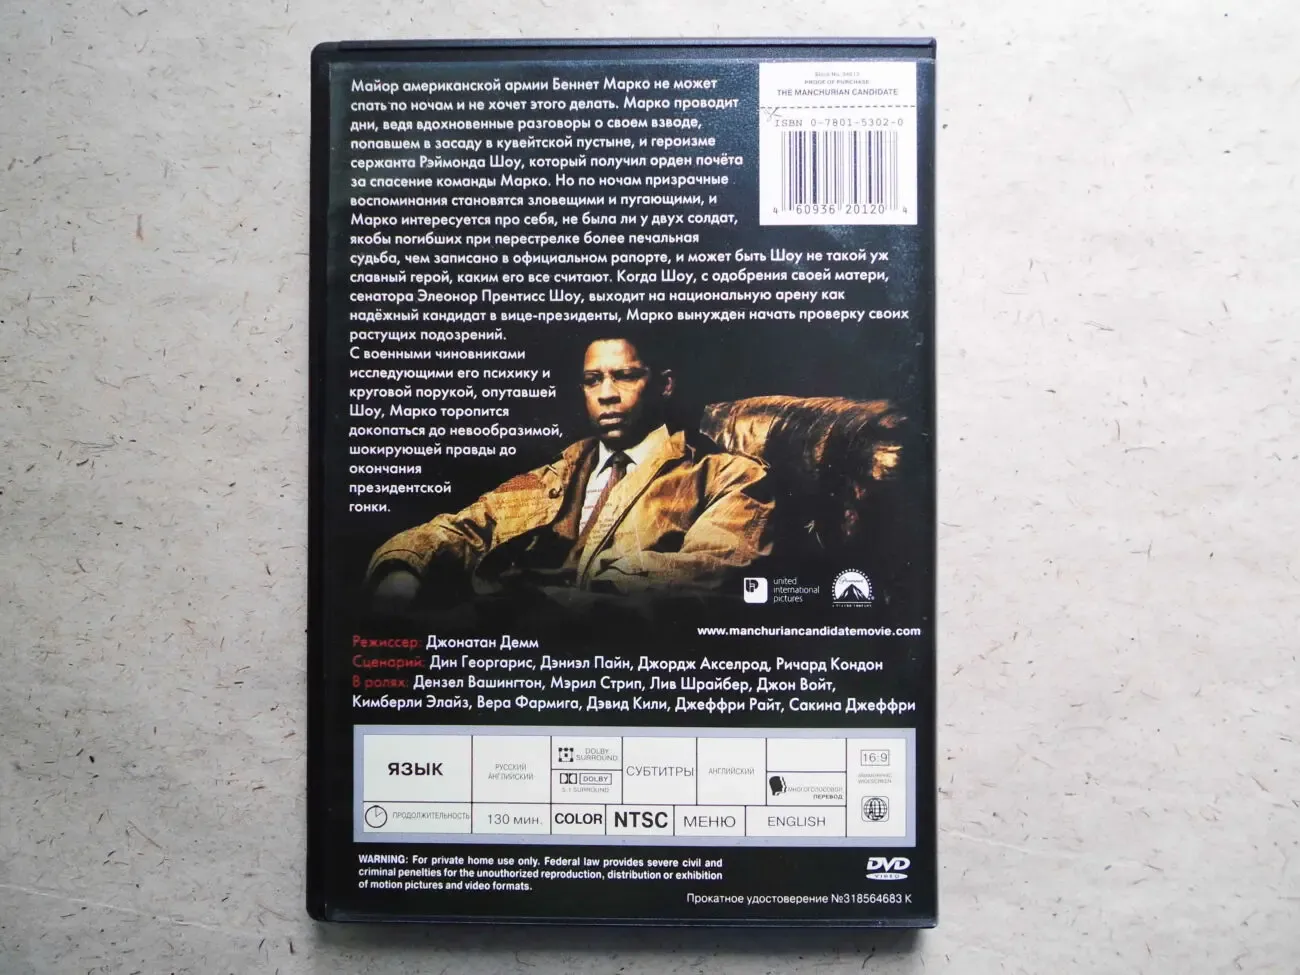 Майор американской армии Беннет Марко не может
спать по ночам и не хочет этого делать. Марко проводит
дни, ведя вдохновенные разговоры о своем взводе,
попавшем в засаду в кувейтской пустыне, и героизме
сержанта Рэймонда Шоу, который получил орден почёта
за спасение команды Марко. Но по ночам призрачные
воспоминания становятся зловещими и пугающими, и
Марко интересуется про себя, не была ли у двух солдат,
якобы погибших при перестрелке более печальная
судьба, чем записано в официальном рапорте, и может быть Шоу не такой уж
славный герой, каким его все считают. Когда Шоу, с одобрения своей матери,
сенатора Элеонор Прентисс Шоу, выходит на национальную арену как
надёжный кандидат в вице-президенты, Марко вынужден начать проверку своих
растущих подозрений.
С военными чиновниками
исследующими его психику и
круговой порукой, опутавшей
Шоу, Марко торопится
докопаться до невообразимой,
шокирующей правды до
окончания
президентской
гонки.
PROOF OF PURCHASE
THE MANCHURIAN CANDIDATE
ISBN 0-7801-5302-0
4 60936 20120 4
united
international
pictures
Paramount
www.manchuriancandidatemovie.com
Режиссер: Джонатан Демм
Сценарий: Дин Георгарис, Дэниэл Пайн, Джордж Акселрод, Ричард Кондон
В ролях: Дензел Вашингтон, Мэрил Стрип, Лив Шрайбер, Джон Войт,
Кимберли Элайз, Вера Фармига, Дэвид Кили, Джеффри Райт, Сакина Джеффри
ЯЗЫК
РУССКИЙ
АНГЛИЙСКИЙ
DOLBY
SURROUND
DOLBY
5.1 SURROUND
СУБТИТРЫ
АНГЛИЙСКИЙ
МНОГОГОЛОСОВОЙ
ПЕРЕВОД
16:9
WIDESCREEN
ПРОДОЛЖИТЕЛЬНОСТЬ
130 мин.
COLOR
NTSC
МЕНЮ
ENGLISH
WARNING: For private home use only. Federal law provides severe civil and
criminal penelties for the unouthorized reproduction, distribution or exhibition
of motion pictures and video formats.
DVD
VIDEO
Прокатное удостоверение №318564683 К